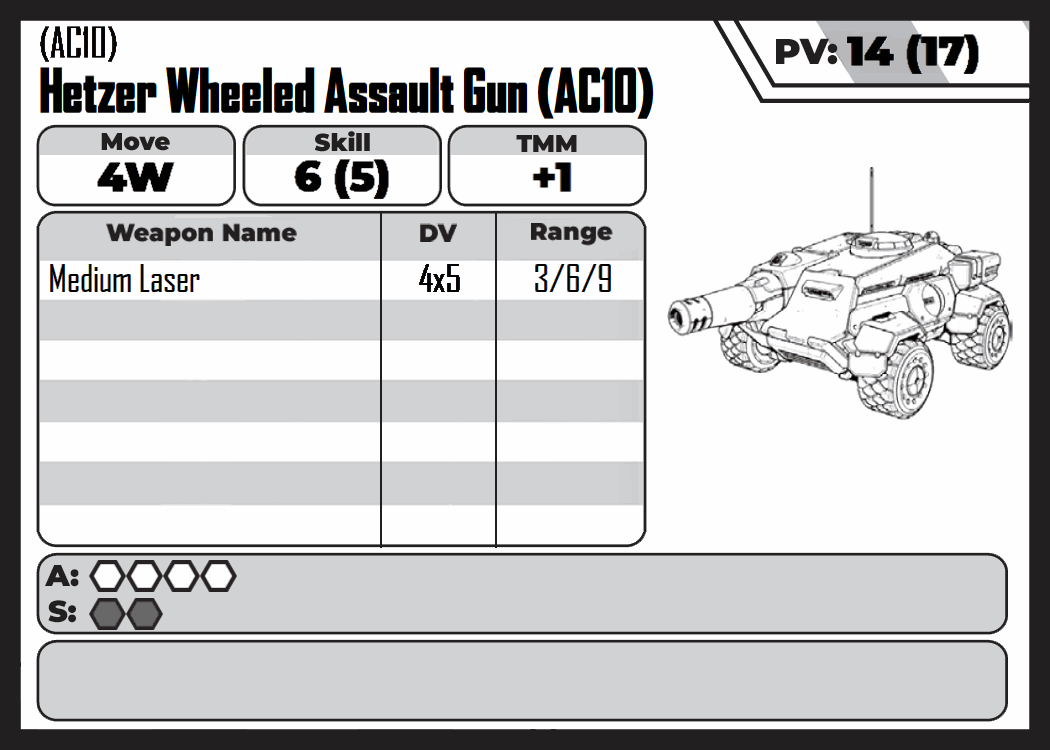 (AC10)
Hetzer Wheeled Assault Gun (AC10)
PV: 14 (17)
Move Skill TMM
4W 6 (5) +1
Weapon Name DV Range
Medium Laser 4x5 3/6/9
A:
S: